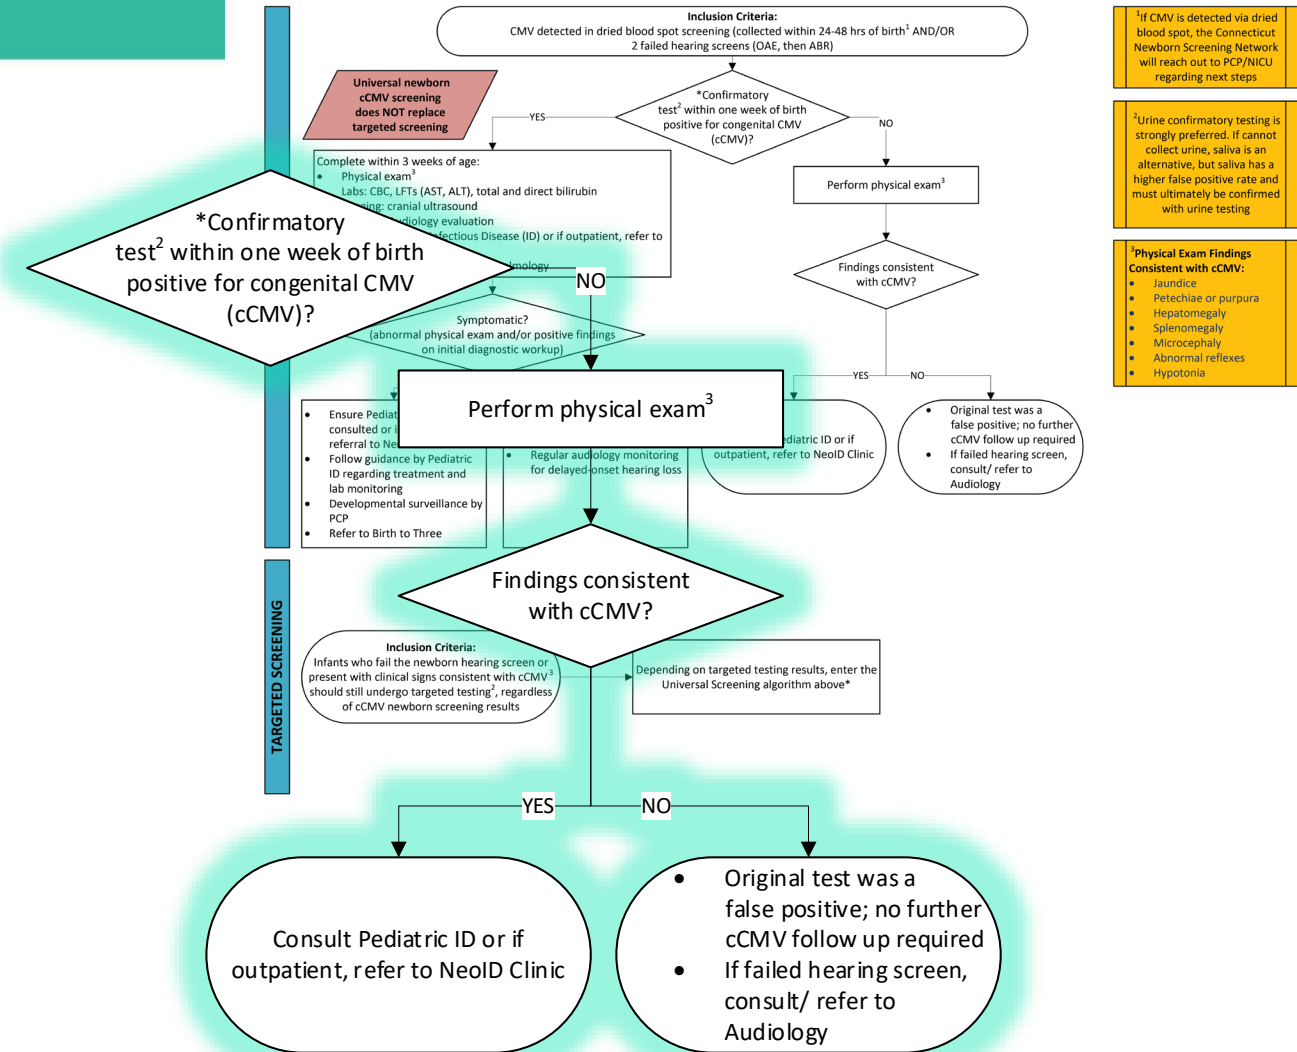 Inclusion Criteria:
CMV detected in dried blood spot screening (collected within 24-48 hrs of birth¹ AND/OR
2 failed hearing screens (OAE, then ABR)
Universal newborn
cCMV screening
does NOT replace
targeted screening
*Confirmatory
test² within one week of birth
positive for congenital CMV
(cCMV)?
YES
NO
Complete within 3 weeks of age:
• Physical exam³
Labs: CBC, LFTs (AST, ALT), total and direct bilirubin
cranial ultrasound
evaluation
Disease (ID) or if outpatient, refer to
Perform physical exam³
Findings consistent
with cCMV?
Symptomatic?
(abnormal physical exam and/or positive findings
on initial diagnostic workup)
YES
NO
• Ensure
consulted or
referral to
• Follow guidance by Pediatric
ID regarding treatment and
lab monitoring
• Developmental surveillance by
PCP
• Refer to Birth to Three
• Regular audiology monitoring
for delayed-onset hearing loss
or if
outpatient, refer to NeoID Clinic
• Original test was a
false positive; no further
cCMV follow up required
• If failed hearing screen,
consult/ refer to
Audiology
¹If CMV is detected via dried
blood spot, the Connecticut
Newborn Screening Network
will reach out to PCP/NICU
regarding next steps
²Urine confirmatory testing is
strongly preferred. If cannot
collect urine, saliva is an
alternative, but saliva has a
higher false positive rate and
must ultimately be confirmed
with urine testing
³Physical Exam Findings
Consistent with cCMV:
• Jaundice
• Petechiae or purpura
• Hepatomegaly
• Splenomegaly
• Microcephaly
• Abnormal reflexes
• Hypotonia
*Confirmatory
test² within one week of birth
positive for congenital CMV
(cCMV)?
NO
Perform physical exam³
Findings consistent
with cCMV?
TARGETED SCREENING
Inclusion Criteria:
Infants who fail the newborn hearing screen or
present with clinical signs consistent with cCMV³
should still undergo targeted testing², regardless
of cCMV newborn screening results
Depending on targeted testing results, enter the
Universal Screening algorithm above*
YES
NO
Consult Pediatric ID or if
outpatient, refer to NeoID Clinic
• Original test was a
false positive; no further
cCMV follow up required
• If failed hearing screen,
consult/ refer to
Audiology